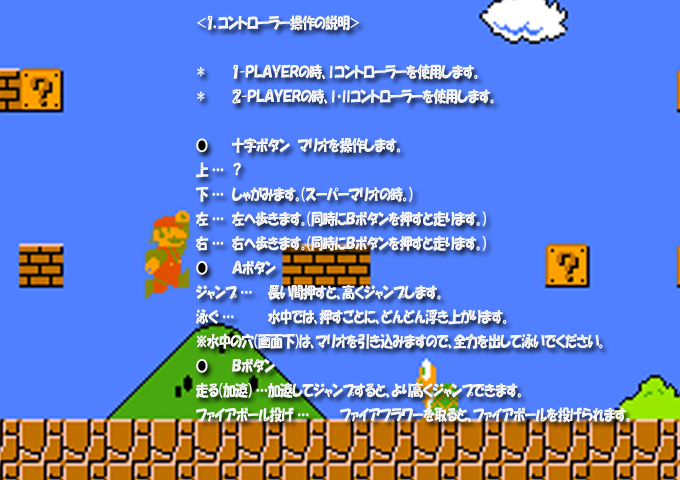 <1.コントローラー操作の説明>
* 1-PLAYERの時、Iコントローラーを使用します。
* 2-PLAYERの時、I・IIコントローラーを使用します。
● 十字ボタン マリオを操作します。
上 … ?
下 … しゃがみます。(スーパーマリオの時。)
左 … 左へ歩きます。(同時にBボタンを押すと走ります。)
右 … 右へ歩きます。(同時にBボタンを押すと走ります。)
● Aボタン
ジャンプ … 長い間押すと、高くジャンプします。
泳ぐ … 水中では、押すごとに、どんどん浮き上がります。
※水中の穴(画面下)は、マリオを引き込みますので、全力を出して泳いでください。
● Bボタン
走る(加速) …加速してジャンプすると、より高くジャンプできます。
ファイアボール投げ … ファイアフラワーを取ると、ファイアボールを投げられます。